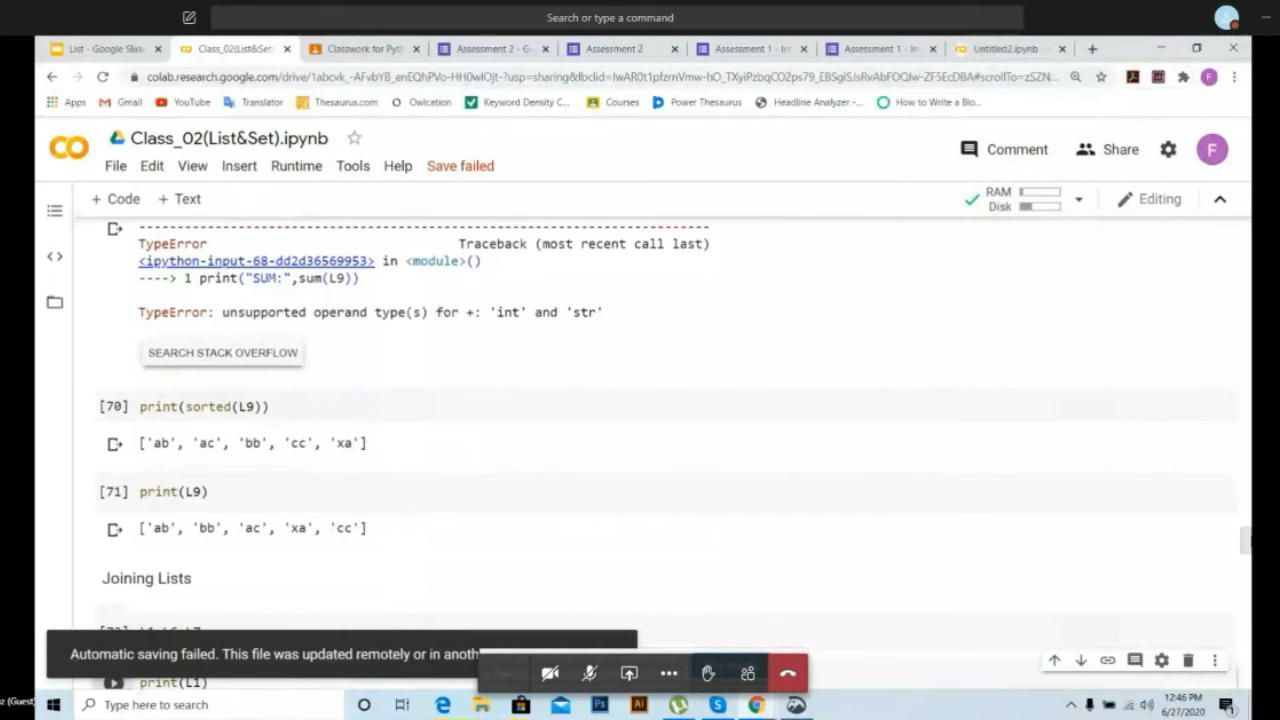 Search or type a command
List - Google Slide
Class_02(List&Set)
Classwork for Pyth
Assessment 2 - G
Assessment 2
Assessment 1 - In
Assessment 1 - In
Untitled2.ipynb
Apps
Gmail
YouTube
Translator
Thesaurus.com
Owlcation
Keyword Density C...
Courses
Power Thesaurus
Headline Analyzer -...
How to Write a Blo...
Class_02(List&Set).ipynb
Comment
Share
F
File Edit View Insert Runtime Tools Help Save failed
+ Code + Text
RAM
Disk
Editing
TypeError Traceback (most recent call last)
<ipython-input-68-dd2d36569953> in <module>()
----> 1 print("SUM:",sum(L9))
TypeError: unsupported operand type(s) for +: 'int' and 'str'
SEARCH STACK OVERFLOW
[70] print(sorted(L9))
['ab', 'ac', 'bb', 'cc', 'xa']
[71] print(L9)
['ab', 'bb', 'ac', 'xa', 'cc']
Joining Lists
Automatic saving failed. This file was updated remotely or in anoth
print(L1)
(Guest)
Type here to search
12:46 PM
6/27/2020